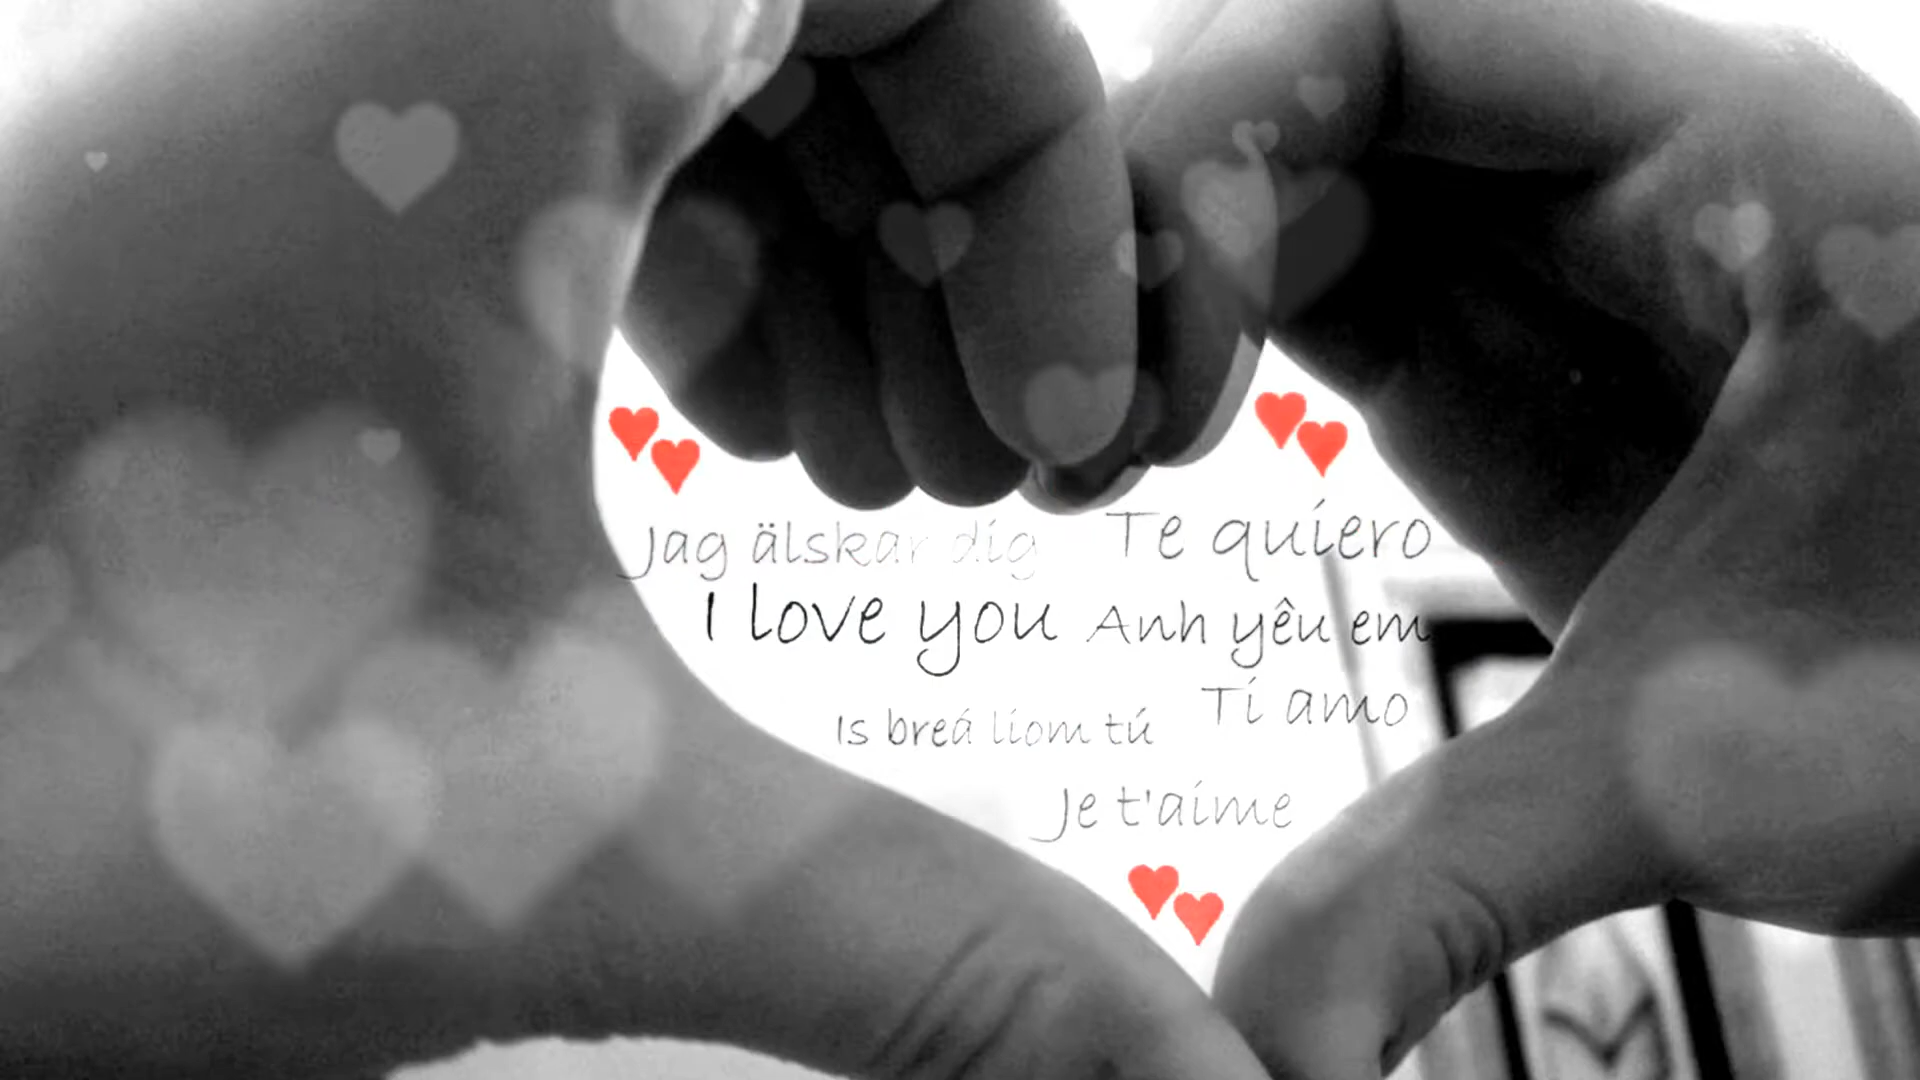 Jag älskar dig
Te quiero
I love you
Anh yêu em
Is breá liom tú
Ti amo
Je t'aime